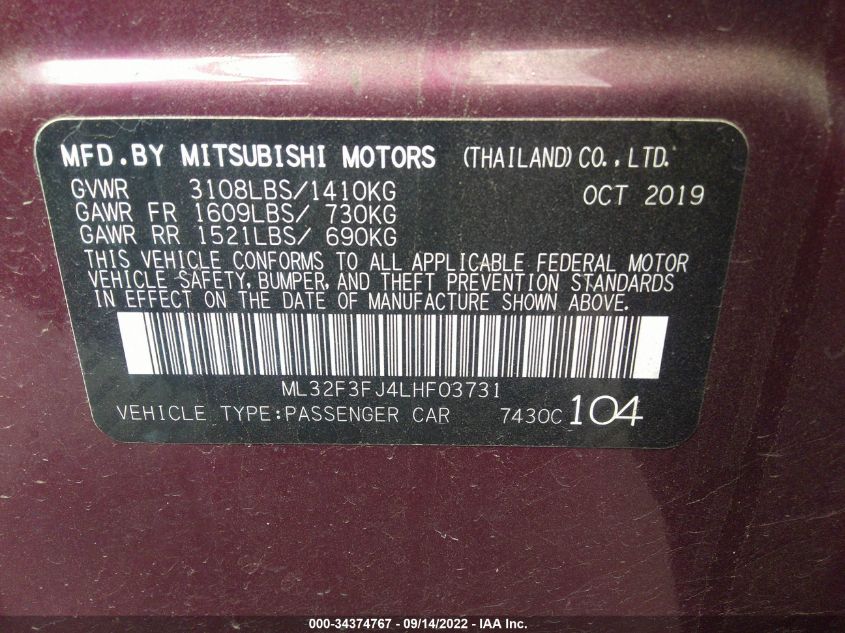 MFD.BY MITSUBISHI MOTORS (THAILAND) CO.,LTD.
GVWR 3108LBS/1410KG OCT 2019
GAWR FR 1609LBS/ 730KG
GAWR RR 1521LBS/ 690KG
THIS VEHICLE CONFORMS TO ALL APPLICABLE FEDERAL MOTOR
VEHICLE SAFETY, BUMPER, AND THEFT PREVENTION STANDARDS
IN EFFECT ON THE DATE OF MANUFACTURE SHOWN ABOVE.
ML32F3FJ4LHF03731
VEHICLE TYPE:PASSENGER CAR 7430C 104
000-34374767 - 09/14/2022 - IAA Inc.